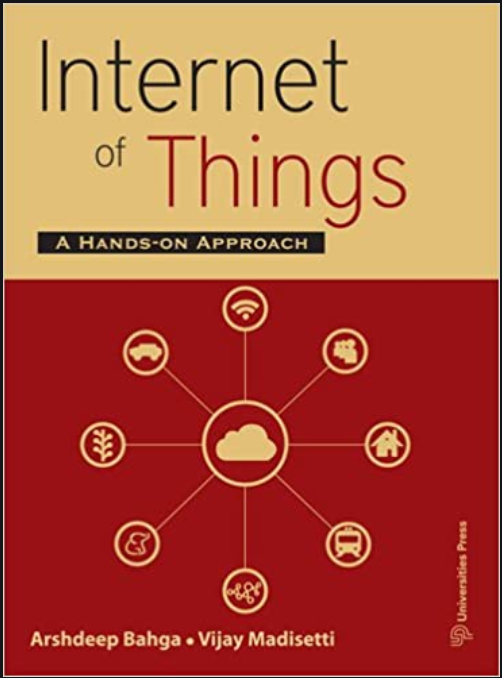 Internet
of Things
A HANDS-ON APPROACH
Universities Press
Arshdeep Bahga • Vijay Madisetti